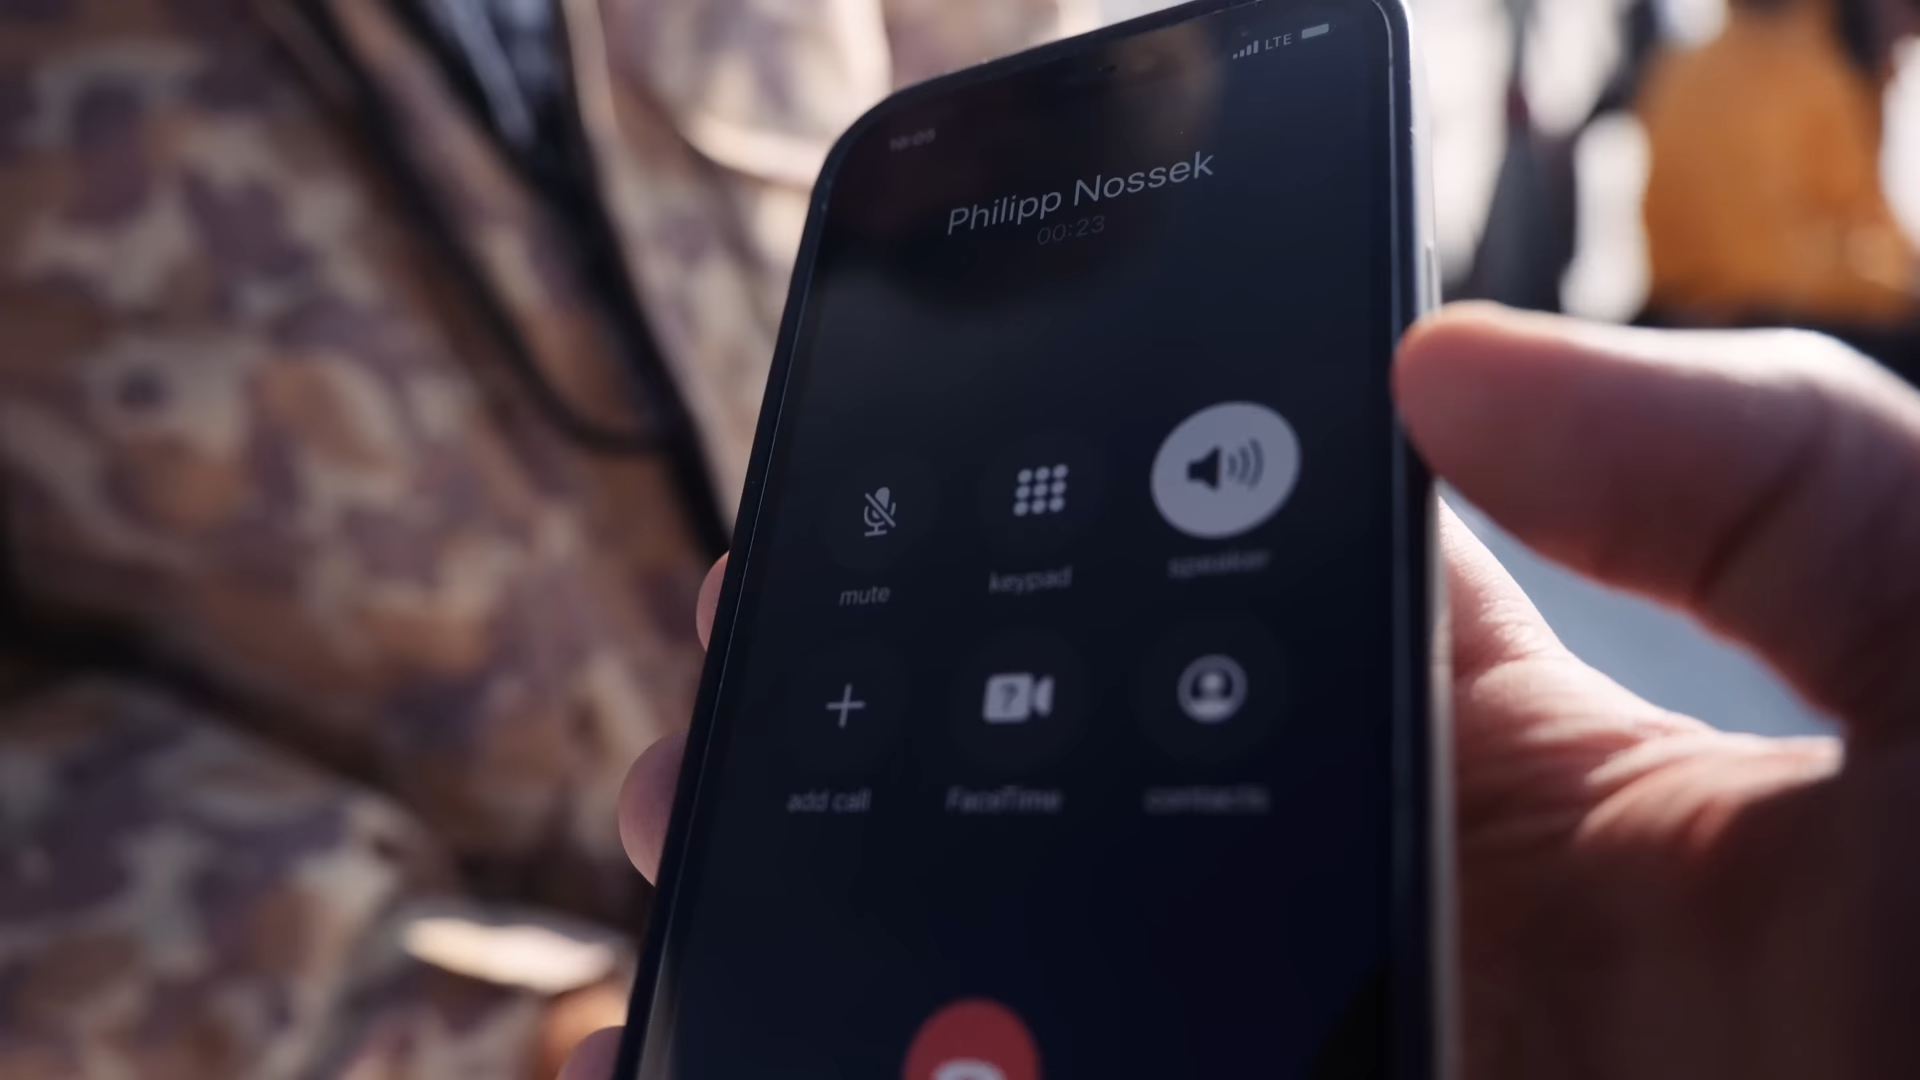 LTE
Philipp Nossek
00:23
mute
keypad
speaker
add call
FaceTime
contacts